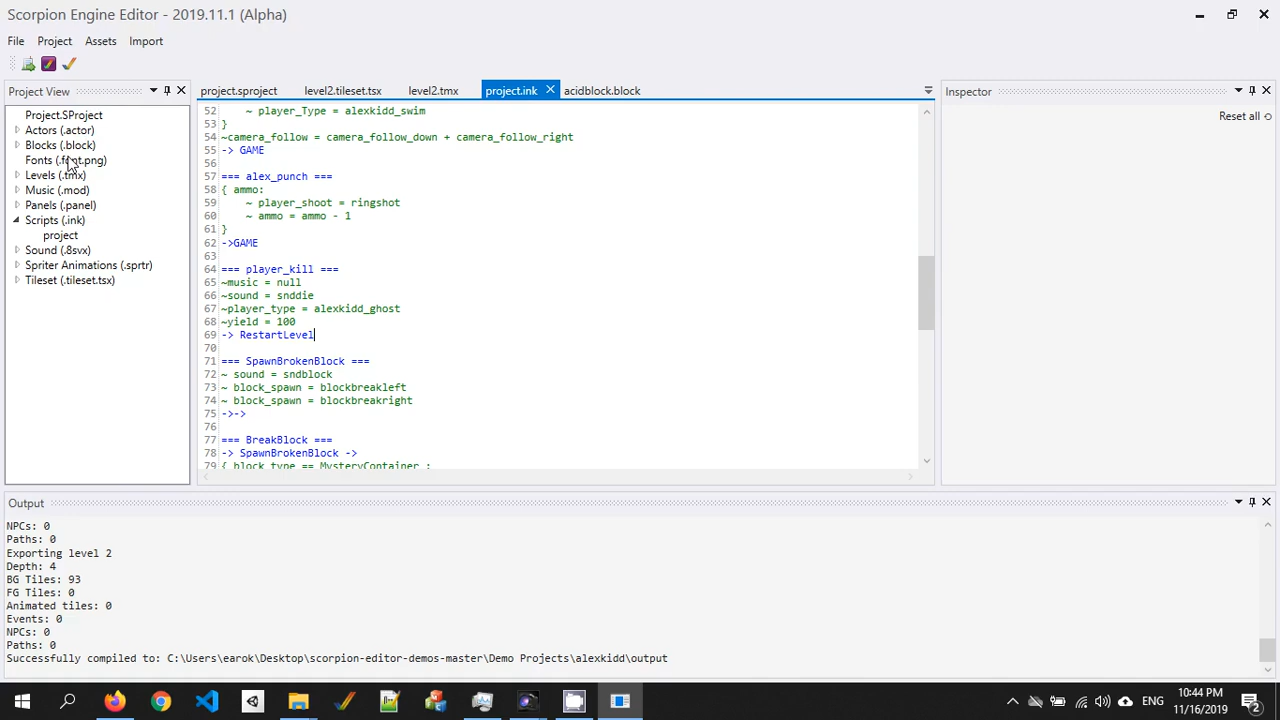 Scorpion Engine Editor - 2019.11.1 (Alpha)
File Project Assets Import
Project View
Project.SProject
Actors (.actor)
Blocks (.block)
Fonts (.font.png)
Levels (.tmx)
Music (.mod)
Panels (.panel)
Scripts (.ink)
project
Sound (.8svx)
Spriter Animations (.sprtr)
Tileset (.tileset.tsx)
project.sproject level2.tileset.tsx level2.tmx project.ink acidblock.block
52 ~ player_Type = alexkidd_swim
53 }
54 ~camera_follow = camera_follow_down + camera_follow_right
55 -> GAME
56
57 === alex_punch ===
58 { ammo:
59 ~ player_shoot = ringshot
60 ~ ammo = ammo - 1
61 }
62 ->GAME
63
64 === player_kill ===
65 ~music = null
66 ~sound = snddie
67 ~player_type = alexkidd_ghost
68 ~yield = 100
69 -> RestartLevel
70
71 === SpawnBrokenBlock ===
72 ~ sound = sndblock
73 ~ block_spawn = blockbreakleft
74 ~ block_spawn = blockbreakright
75 ->->
76
77 === BreakBlock ===
78 -> SpawnBrokenBlock ->
79 { block_type == MysteryContainer :
Inspector
Reset all
Output
NPCs: 0
Paths: 0
Exporting level 2
Depth: 4
BG Tiles: 93
FG Tiles: 0
Animated tiles: 0
Events: 0
NPCs: 0
Paths: 0
Successfully compiled to: C:\Users\earok\Desktop\scorpion-editor-demos-master\Demo Projects\alexkidd\output
ENG
10:44 PM
11/16/2019
2